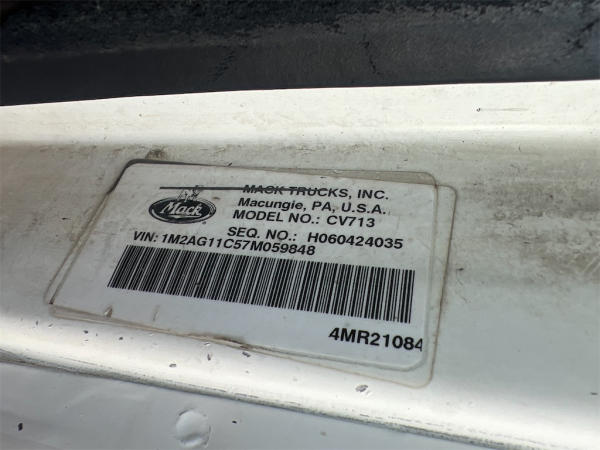 MACK TRUCKS, INC.
Macungie, PA, U.S.A.
Mack
MODEL NO.: CV713
SEQ. NO.: H060424035
VIN: 1M2AG11C57M059848
4MR21084